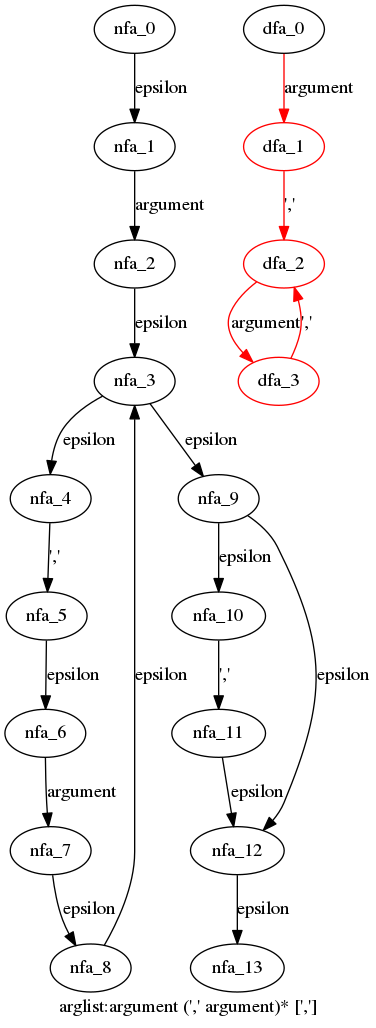 nfa_0
dfa_0
epsilon
argument
nfa_1
dfa_1
argument
','
nfa_2
dfa_2
epsilon
argument
','
nfa_3
dfa_3
epsilon
epsilon
nfa_4
nfa_9
','
epsilon
nfa_5
nfa_10
epsilon
','
epsilon
epsilon
nfa_6
nfa_11
argument
epsilon
nfa_7
nfa_12
epsilon
epsilon
nfa_8
nfa_13
arglist:argument (',' argument)* [',']